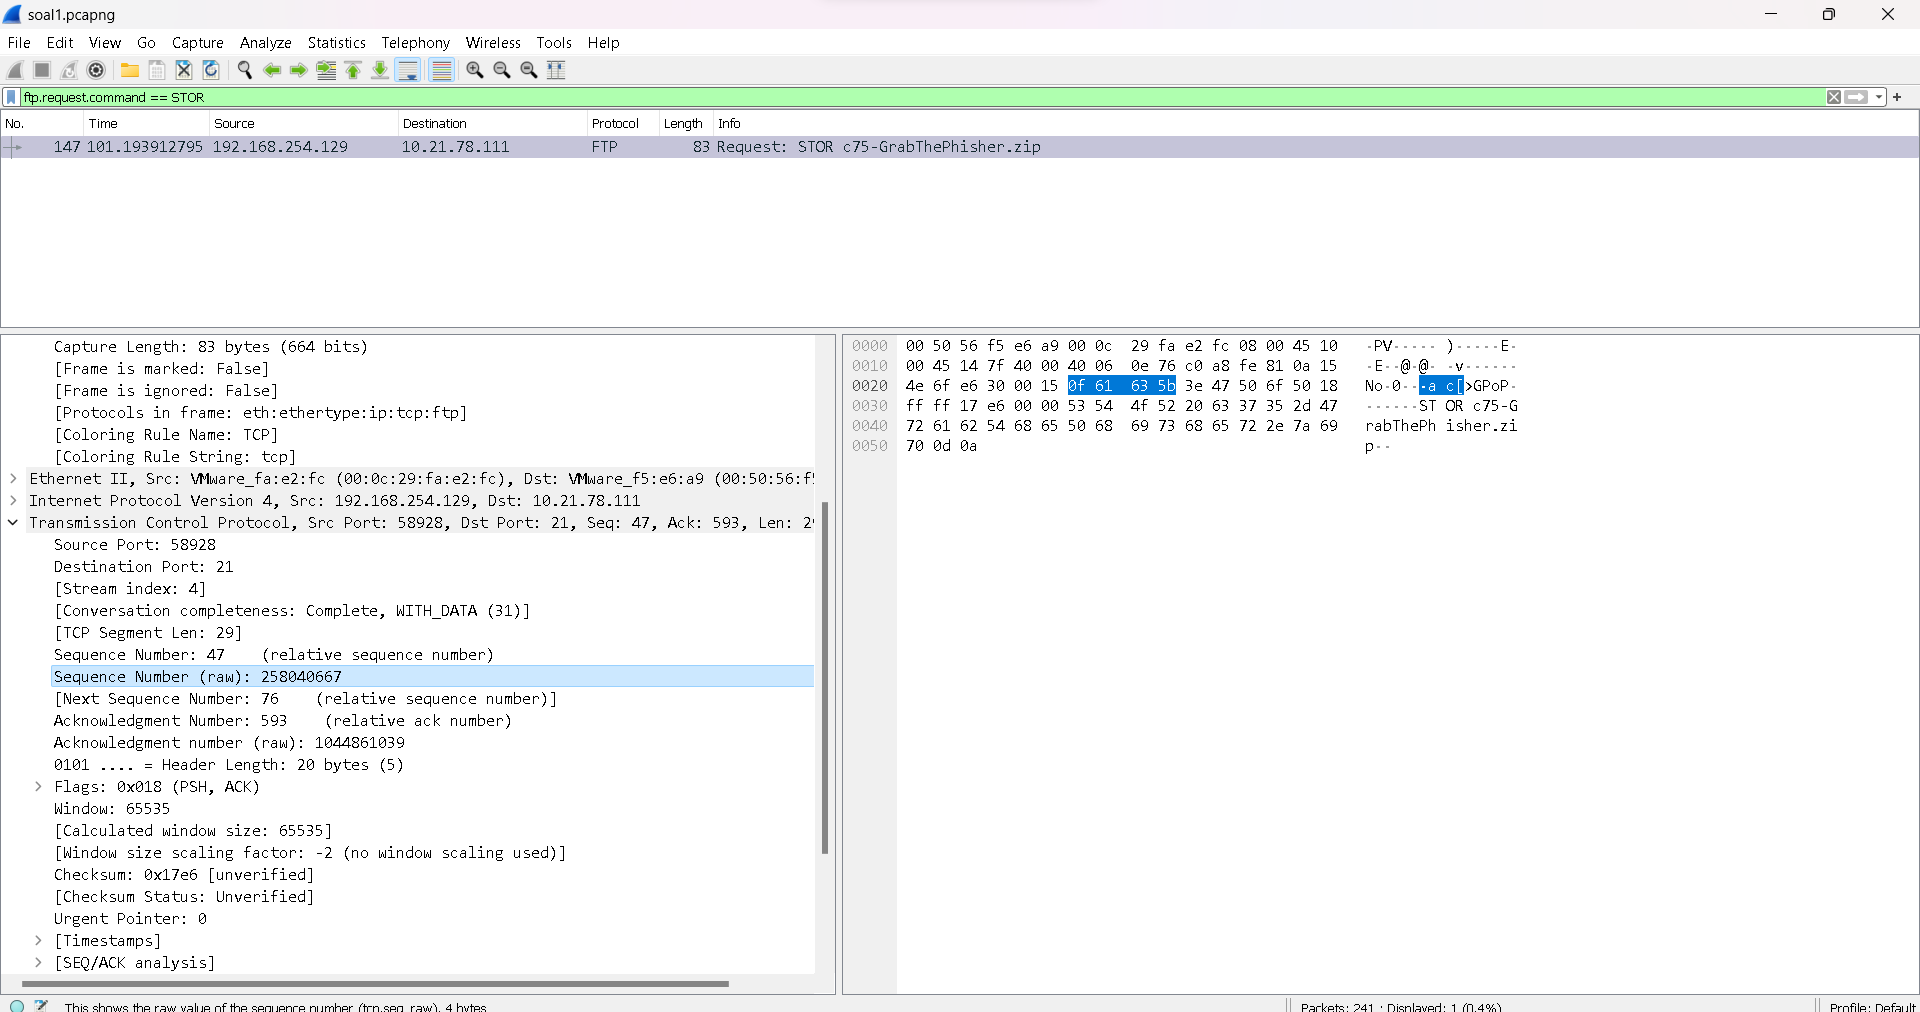 soal1.pcapng
File Edit View Go Capture Analyze Statistics Telephony Wireless Tools Help
ftp.request.command == STOR
No. Time Source Destination Protocol Length Info
147 101.193912795 192.168.254.129 10.21.78.111 FTP 83 Request: STOR c75-GrabThePhisher.zip
Capture Length: 83 bytes (664 bits)
[Frame is marked: False]
[Frame is ignored: False]
[Protocols in frame: eth:ethertype:ip:tcp:ftp]
[Coloring Rule Name: TCP]
[Coloring Rule String: tcp]
Ethernet II, Src: VMware_fa:e2:fc (00:0c:29:fa:e2:fc), Dst: VMware_f5:e6:a9 (00:50:56:f5
Internet Protocol Version 4, Src: 192.168.254.129, Dst: 10.21.78.111
Transmission Control Protocol, Src Port: 58928, Dst Port: 21, Seq: 47, Ack: 593, Len: 29
Source Port: 58928
Destination Port: 21
[Stream index: 4]
[Conversation completeness: Complete, WITH_DATA (31)]
[TCP Segment Len: 29]
Sequence Number: 47 (relative sequence number)
Sequence Number (raw): 258040667
[Next Sequence Number: 76 (relative sequence number)]
Acknowledgment Number: 593 (relative ack number)
Acknowledgment number (raw): 1044861039
0101 .... = Header Length: 20 bytes (5)
Flags: 0x018 (PSH, ACK)
Window: 65535
[Calculated window size: 65535]
[Window size scaling factor: -2 (no window scaling used)]
Checksum: 0x17e6 [unverified]
[Checksum Status: Unverified]
Urgent Pointer: 0
[Timestamps]
[SEQ/ACK analysis]
0000 00 50 56 f5 e6 a9 00 0c 29 fa e2 fc 08 00 45 10 ·PV····· )·····E·
0010 00 45 14 7f 40 00 40 06 0e 76 c0 a8 fe 81 0a 15 ·E··@·@· ·v······
0020 4e 6f e6 30 00 15 0f 61 63 5b 3e 47 50 6f 50 18 No·0···a c[>GPoP·
0030 ff ff 17 e6 00 00 53 54 4f 52 20 63 37 35 2d 47 ······ST OR c75-G
0040 72 61 62 54 68 65 50 68 69 73 68 65 72 2e 7a 69 rabThePh isher.zi
0050 70 0d 0a p··
This shows the raw value of the sequence number (tcp.seq_raw), 4 bytes
Packets: 241 · Displayed: 1 (0.4%)
Profile: Default